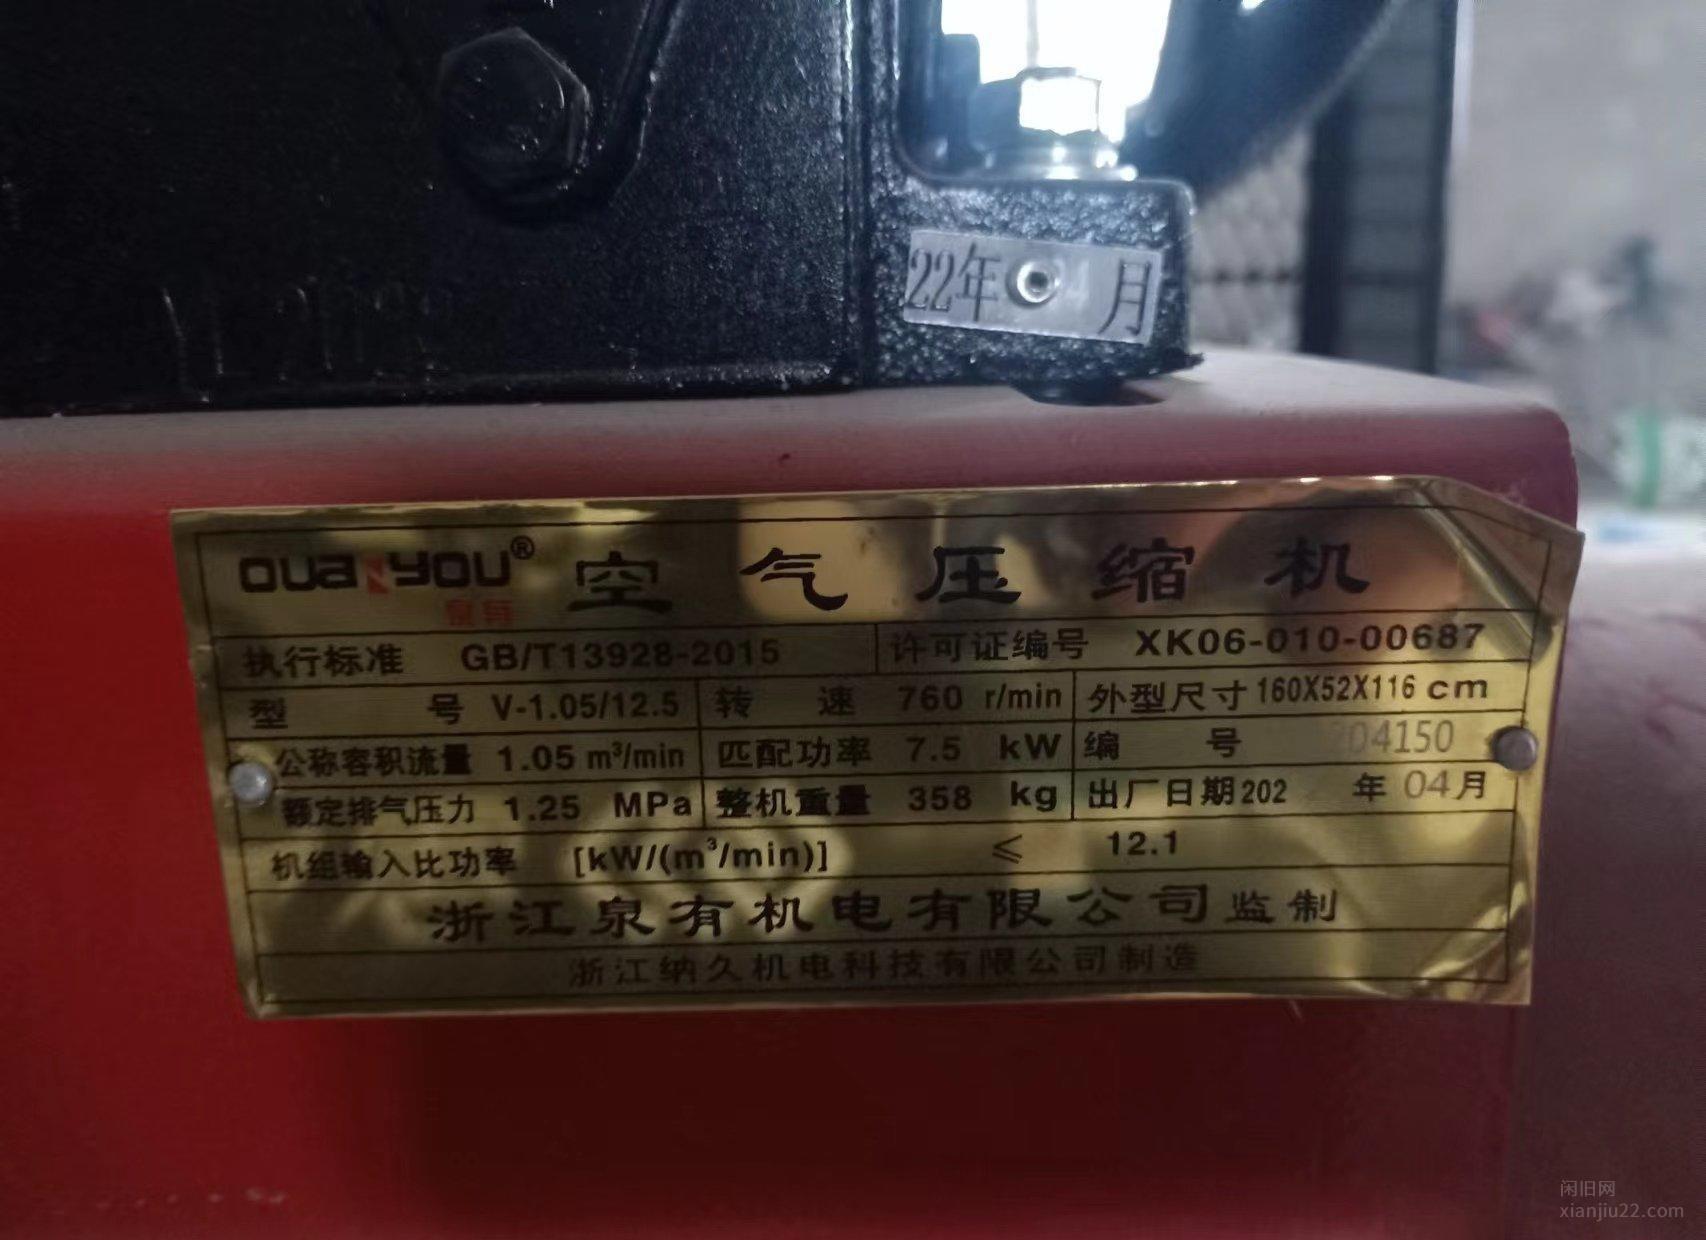 22年 月
QUANYOU® 空气压缩机
泉有
执行标准 GB/T13928-2015 许可证编号 XK06-010-00687
型号 V-1.05/12.5 转速 760 r/min 外型尺寸 160X52X116 cm
公称容积流量 1.05 m³/min 匹配功率 7.5 kW 编号 204150
额定排气压力 1.25 MPa 整机重量 358 kg 出厂日期 202 年 04月
机组输入比功率 [kW/(m³/min)] ≤ 12.1
浙江泉有机电有限公司监制
浙江纳久机电科技有限公司制造
闲旧网
xianjiu22.com